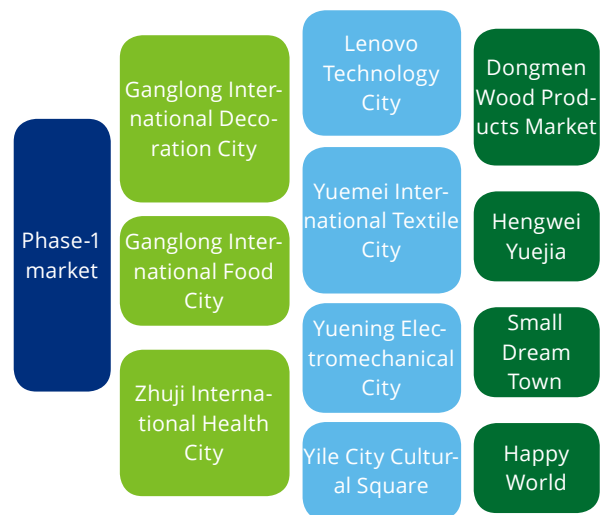 Phase-1
market
Ganglong Inter-
national Deco-
ration City
Ganglong Inter-
national Food
City
Zhuji Interna-
tional Health
City
Lenovo
Technology
City
Yuemei Inter-
national Textile
City
Yuening Elec-
tromechanical
City
Yile City Cultur-
al Square
Dongmen
Wood Prod-
ucts Market
Hengwei
Yuejia
Small
Dream
Town
Happy
World